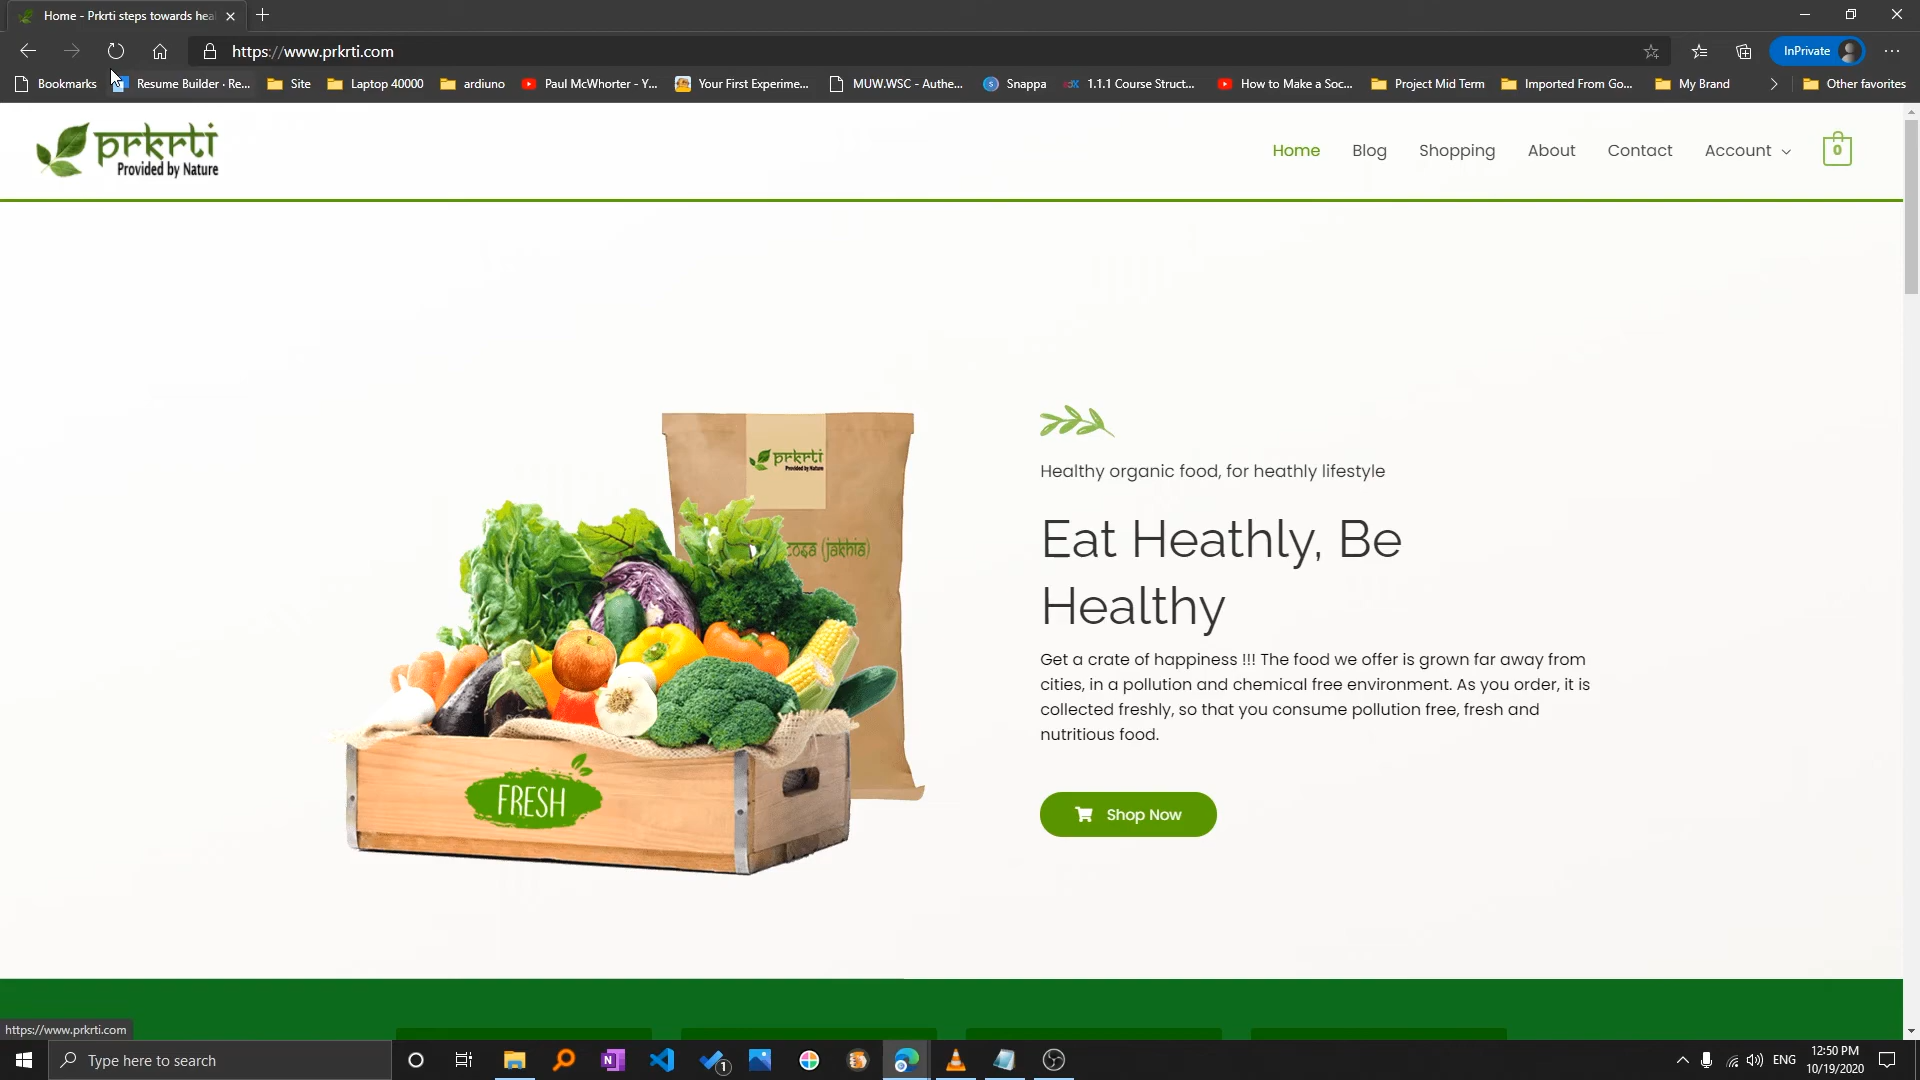 Home - Prkrti steps towards hea
https://www.prkrti.com
InPrivate
Bookmarks
Resume Builder · Re...
Site
Laptop 40000
ardiuno
Paul McWhorter - Y...
Your First Experime...
MUW.WSC - Authe...
Snappa
1.1.1 Course Struct...
How to Make a Soc...
Project Mid Term
Imported From Go...
My Brand
Other favorites
prkrti
Provided by Nature
Home
Blog
Shopping
About
Contact
Account
0
prkrti
Provided by Nature
(jakhia)
FRESH
Healthy organic food, for heathly lifestyle
Eat Heathly, Be
Healthy
Get a crate of happiness !!! The food we offer is grown far away from
cities, in a pollution and chemical free environment. As you order, it is
collected freshly, so that you consume pollution free, fresh and
nutritious food.
Shop Now
https://www.prkrti.com
Type here to search
1
ENG
12:50 PM
10/19/2020